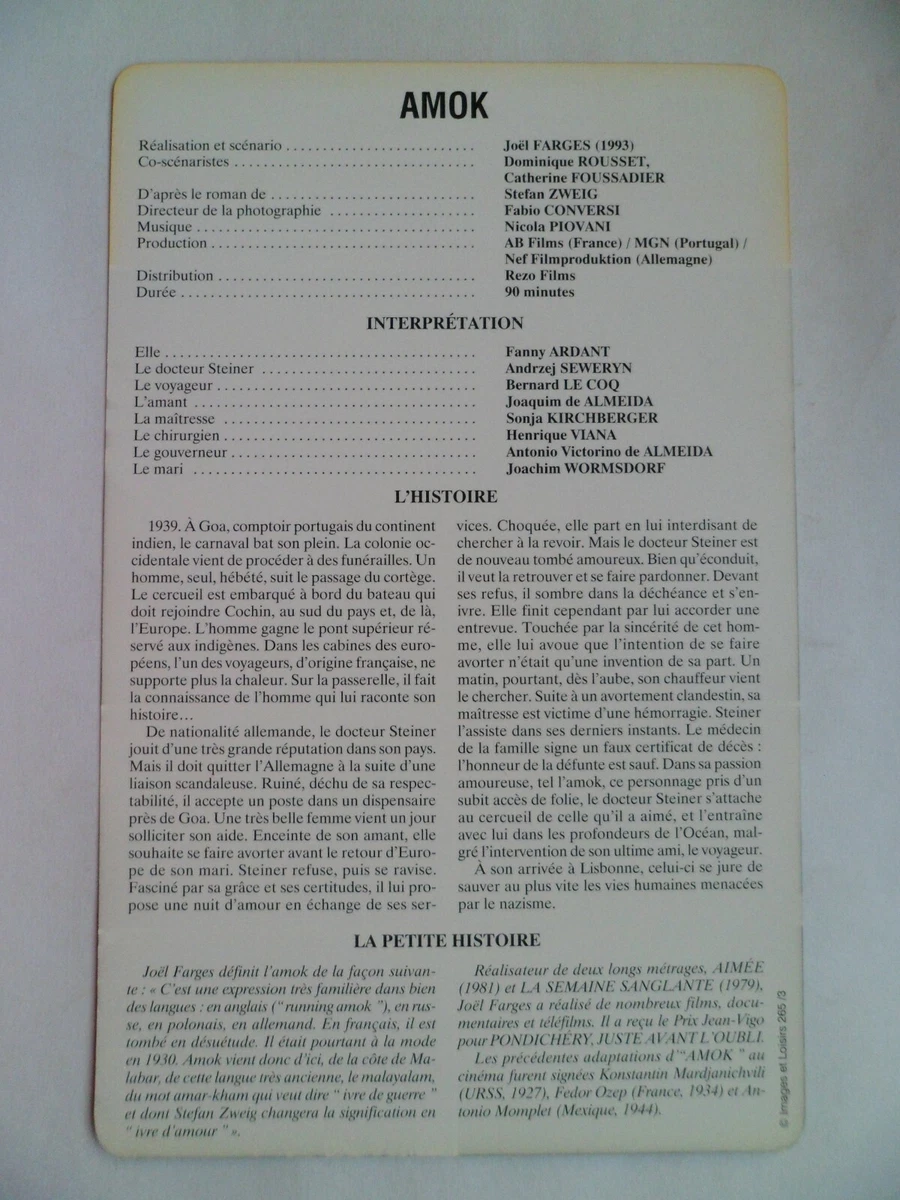 AMOK
Réalisation et scénario . . . . . . . . . . . . . . . . . . . . . . . . . . Joël FARGES (1993)
Co-scénaristes . . . . . . . . . . . . . . . . . . . . . . . . . . . . . . . . . Dominique ROUSSET,
Catherine FOUSSADIER
D'après le roman de . . . . . . . . . . . . . . . . . . . . . . . . . . . . Stefan ZWEIG
Directeur de la photographie . . . . . . . . . . . . . . . . . . . . Fabio CONVERSI
Musique . . . . . . . . . . . . . . . . . . . . . . . . . . . . . . . . . . . . . . . Nicola PIOVANI
Production . . . . . . . . . . . . . . . . . . . . . . . . . . . . . . . . . . . . AB Films (France) / MGN (Portugal) /
Nef Filmproduktion (Allemagne)
Distribution . . . . . . . . . . . . . . . . . . . . . . . . . . . . . . . . . . . Rezo Films
Durée . . . . . . . . . . . . . . . . . . . . . . . . . . . . . . . . . . . . . . . . 90 minutes
INTERPRÉTATION
Elle . . . . . . . . . . . . . . . . . . . . . . . . . . . . . . . . . . . . . . . . . . Fanny ARDANT
Le docteur Steiner . . . . . . . . . . . . . . . . . . . . . . . . . . . . . Andrzej SEWERYN
Le voyageur . . . . . . . . . . . . . . . . . . . . . . . . . . . . . . . . . . . Bernard LE COQ
L'amant . . . . . . . . . . . . . . . . . . . . . . . . . . . . . . . . . . . . . . Joaquim de ALMEIDA
La maîtresse . . . . . . . . . . . . . . . . . . . . . . . . . . . . . . . . . . Sonja KIRCHBERGER
Le chirurgien . . . . . . . . . . . . . . . . . . . . . . . . . . . . . . . . . . Henrique VIANA
Le gouverneur . . . . . . . . . . . . . . . . . . . . . . . . . . . . . . . . . Antonio Victorino de ALMEIDA
Le mari . . . . . . . . . . . . . . . . . . . . . . . . . . . . . . . . . . . . . . Joachim WORMSDORF
L'HISTOIRE
1939. À Goa, comptoir portugais du continent
indien, le carnaval bat son plein. La colonie oc-
cidentale vient de procéder à des funérailles. Un
homme, seul, hébété, suit le passage du cortège.
Le cercueil est embarqué à bord du bateau qui
doit rejoindre Cochin, au sud du pays et, de là,
l'Europe. L'homme gagne le pont supérieur ré-
servé aux indigènes. Dans les cabines des euro-
péens, l'un des voyageurs, d'origine française, ne
supporte plus la chaleur. Sur la passerelle, il fait
la connaissance de l'homme qui lui raconte son
histoire...
De nationalité allemande, le docteur Steiner
jouit d'une très grande réputation dans son pays.
Mais il doit quitter l'Allemagne à la suite d'une
liaison scandaleuse. Ruiné, déchu de sa respec-
tabilité, il accepte un poste dans un dispensaire
près de Goa. Une très belle femme vient un jour
solliciter son aide. Enceinte de son amant, elle
souhaite se faire avorter avant le retour d'Euro-
pe de son mari. Steiner refuse, puis se ravise.
Fasciné par sa grâce et ses certitudes, il lui pro-
pose une nuit d'amour en échange de ses ser-
vices. Choquée, elle part en lui interdisant de
chercher à la revoir. Mais le docteur Steiner est
de nouveau tombé amoureux. Bien qu'éconduit,
il veut la retrouver et se faire pardonner. Devant
ses refus, il sombre dans la déchéance et s'en-
ivre. Elle finit cependant par lui accorder une
entrevue. Touchée par la sincérité de cet hom-
me, elle lui avoue que l'intention de se faire
avorter n'était qu'une invention de sa part. Un
matin, pourtant, dès l'aube, son chauffeur vient
le chercher. Suite à un avortement clandestin, sa
maîtresse est victime d'une hémorragie. Steiner
l'assiste dans ses derniers instants. Le médecin
de la famille signe un faux certificat de décès :
l'honneur de la défunte est sauf. Dans sa passion
amoureuse, tel l'amok, ce personnage pris d'un
subit accès de folie, le docteur Steiner s'attache
au cercueil de celle qu'il a aimé, et l'entraîne
avec lui dans les profondeurs de l'Océan, mal-
gré l'intervention de son ultime ami, le voyageur.
À son arrivée à Lisbonne, celui-ci se jure de
sauver au plus vite les vies humaines menacées
par le nazisme.
LA PETITE HISTOIRE
Joël Farges définit l'amok de la façon suivan-
te : « C'est une expression très familière dans bien
des langues : en anglais (“running amok ”), en rus-
se, en polonais, en allemand. En français, il est
tombé en désuétude. Il était pourtant à la mode
en 1930. Amok vient donc d'ici, de la côte de Ma-
labar, de cette langue très ancienne, le malayalam,
du mot amar-kham qui veut dire “ ivre de guerre ”
et dont Stefan Zweig changera la signification en
“ ivre d'amour ” ».
Réalisateur de deux longs métrages, AIMÉE
(1981) et LA SEMAINE SANGLANTE (1979),
Joël Farges a réalisé de nombreux films, docu-
mentaires et téléfilms. Il a reçu le Prix Jean-Vigo
pour PONDICHÉRY, JUSTE AVANT L'OUBLI.
Les précédentes adaptations d'“AMOK ” au
cinéma furent signées Konstantin Mardjanichvili
(URSS, 1927), Fedor Ozep (France, 1934) et An-
tonio Momplet (Mexique, 1944).
© Images et Loisirs 265 /3